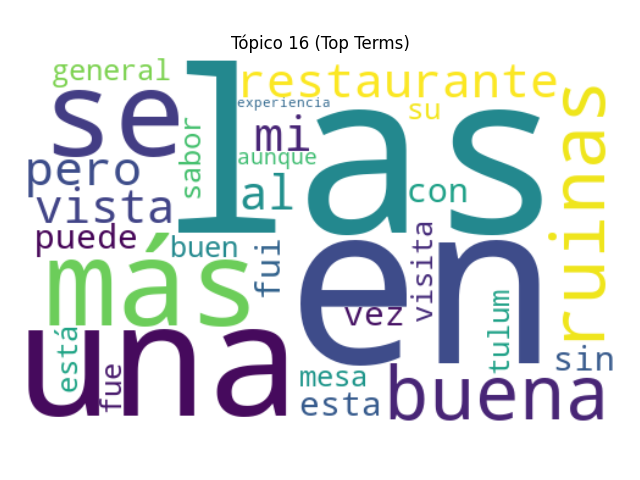 Tópico 16 (Top Terms)
general
restaurante
experiencia
se
las
su
mi
sabor
aunque
pero
al
con
vista
ruinas
puede
buen
más
fui
visita
vez
en
una
tulum
está
fue
mesa
sin
esta
buena